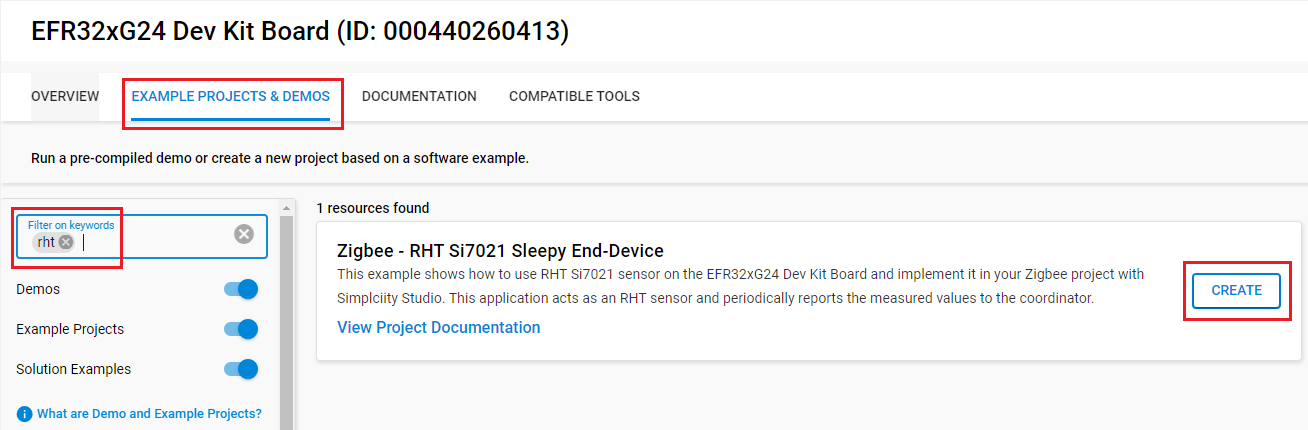 EFR32xG24 Dev Kit Board (ID: 000440260413)
OVERVIEW
EXAMPLE PROJECTS & DEMOS
DOCUMENTATION
COMPATIBLE TOOLS
Run a pre-compiled demo or create a new project based on a software example.
Filter on keywords
rht
Demos
Example Projects
Solution Examples
What are Demo and Example Projects?
1 resources found
Zigbee - RHT Si7021 Sleepy End-Device
This example shows how to use RHT Si7021 sensor on the EFR32xG24 Dev Kit Board and implement it in your Zigbee project with
Simplciity Studio. This application acts as an RHT sensor and periodically reports the measured values to the coordinator.
View Project Documentation
CREATE